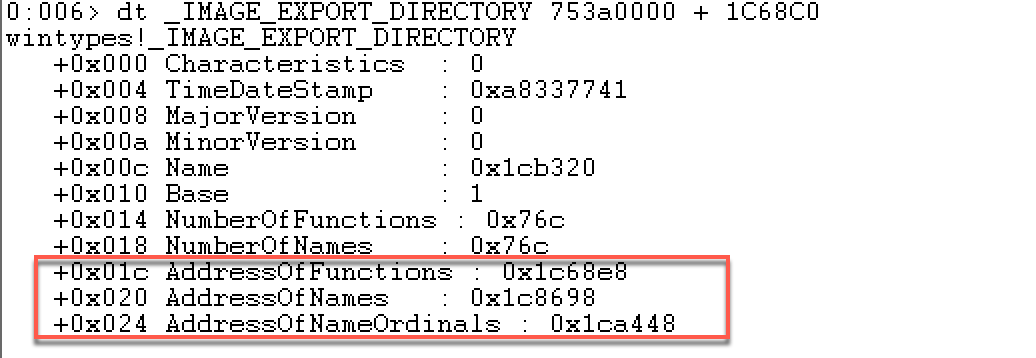 0:006> dt _IMAGE_EXPORT_DIRECTORY 753a0000 + 1C68C0
wintypes!_IMAGE_EXPORT_DIRECTORY
+0x000 Characteristics : 0
+0x004 TimeDateStamp : 0xa8337741
+0x008 MajorVersion : 0
+0x00a MinorVersion : 0
+0x00c Name : 0x1cb320
+0x010 Base : 1
+0x014 NumberOfFunctions : 0x76c
+0x018 NumberOfNames : 0x76c
+0x01c AddressOfFunctions : 0x1c68e8
+0x020 AddressOfNames : 0x1c8698
+0x024 AddressOfNameOrdinals : 0x1ca448